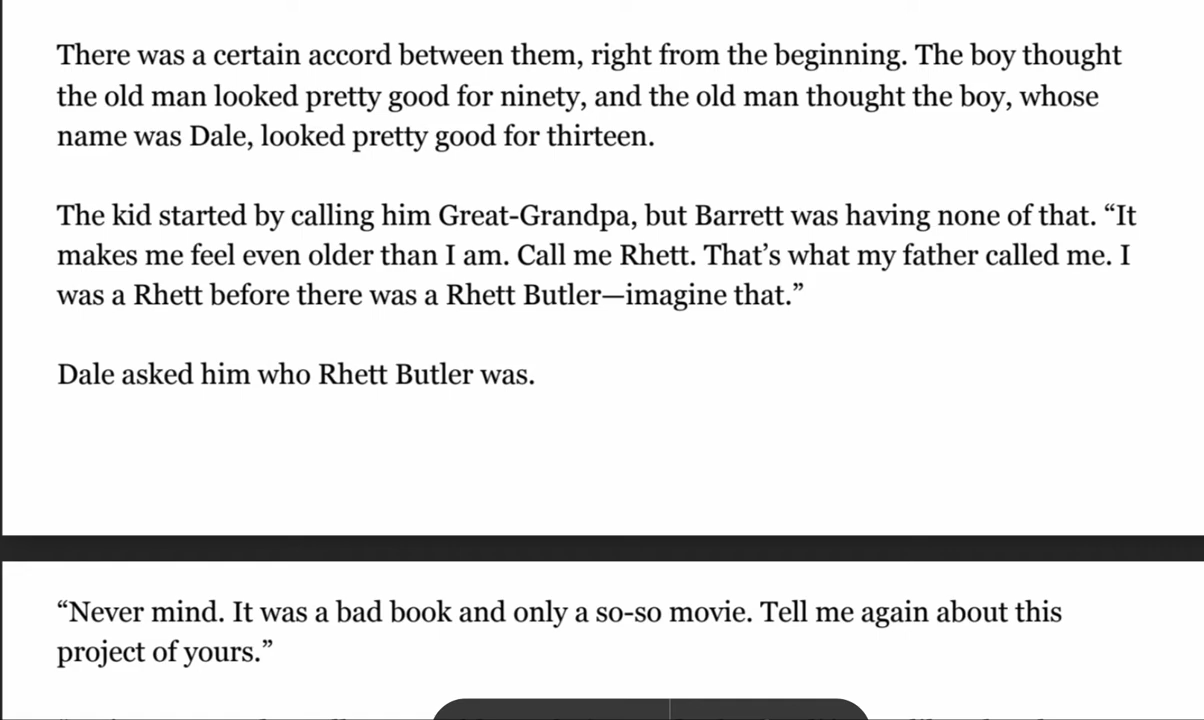 There was a certain accord between them, right from the beginning. The boy thought
the old man looked pretty good for ninety, and the old man thought the boy, whose
name was Dale, looked pretty good for thirteen.
The kid started by calling him Great-Grandpa, but Barrett was having none of that. “It
makes me feel even older than I am. Call me Rhett. That’s what my father called me. I
was a Rhett before there was a Rhett Butler—imagine that.”
Dale asked him who Rhett Butler was.
“Never mind. It was a bad book and only a so-so movie. Tell me again about this
project of yours.”